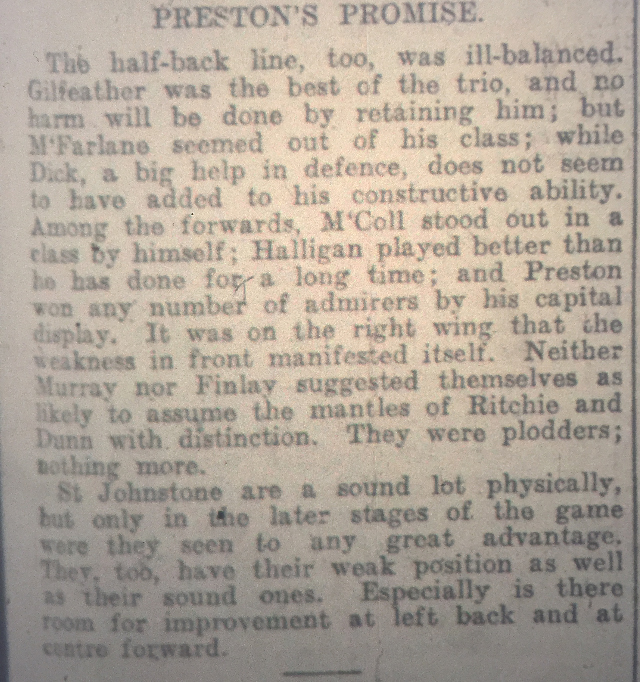 PRESTON'S PROMISE.
The half-back line, too, was ill-balanced.
Gilfeather was the best of the trio, and no
harm will be done by retaining him; but
M'Farlane seemed out of his class; while
Dick, a big help in defence, does not seem
to have added to his constructive ability.
Among the forwards, M'Coll stood out in a
class by himself; Halligan played better than
he has done for a long time; and Preston
won any number of admirers by his capital
display. It was on the right wing that the
weakness in front manifested itself. Neither
Murray nor Finlay suggested themselves as
likely to assume the mantles of Ritchie and
Dunn with distinction. They were plodders;
nothing more.
St Johnstone are a sound lot physically,
but only in the later stages of the game
were they seen to any great advantage.
They, too, have their weak position as well
as their sound ones. Especially is there
room for improvement at left back and at
centre forward.